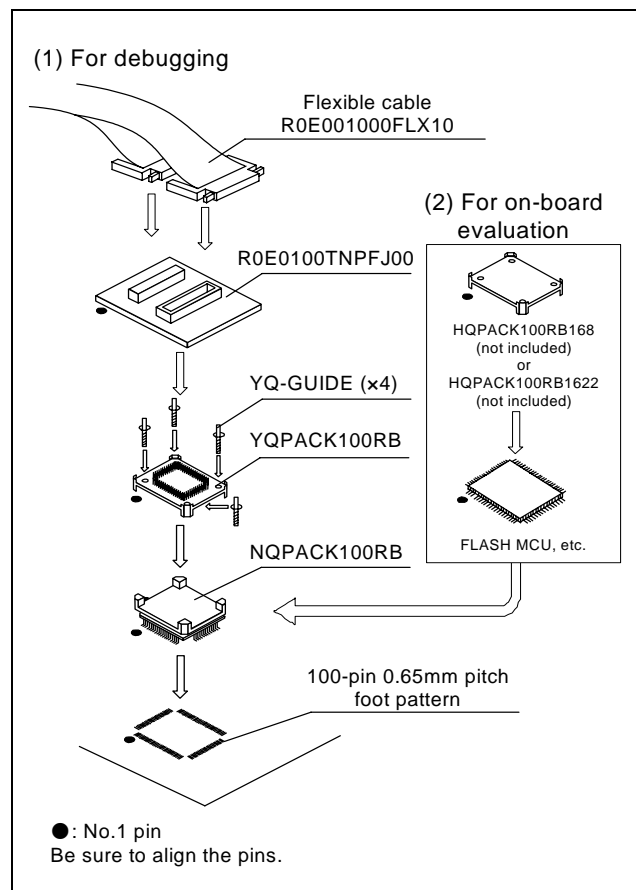 (1) For debugging
Flexible cable
R0E001000FLX10
(2) For on-board
evaluation
R0E0100TNPFJ00
HQPACK100RB168
(not included)
or
HQPACK100RB1622
(not included)
YQ-GUIDE (×4)
YQPACK100RB
FLASH MCU, etc.
NQPACK100RB
100-pin 0.65mm pitch
foot pattern
●: No.1 pin
Be sure to align the pins.